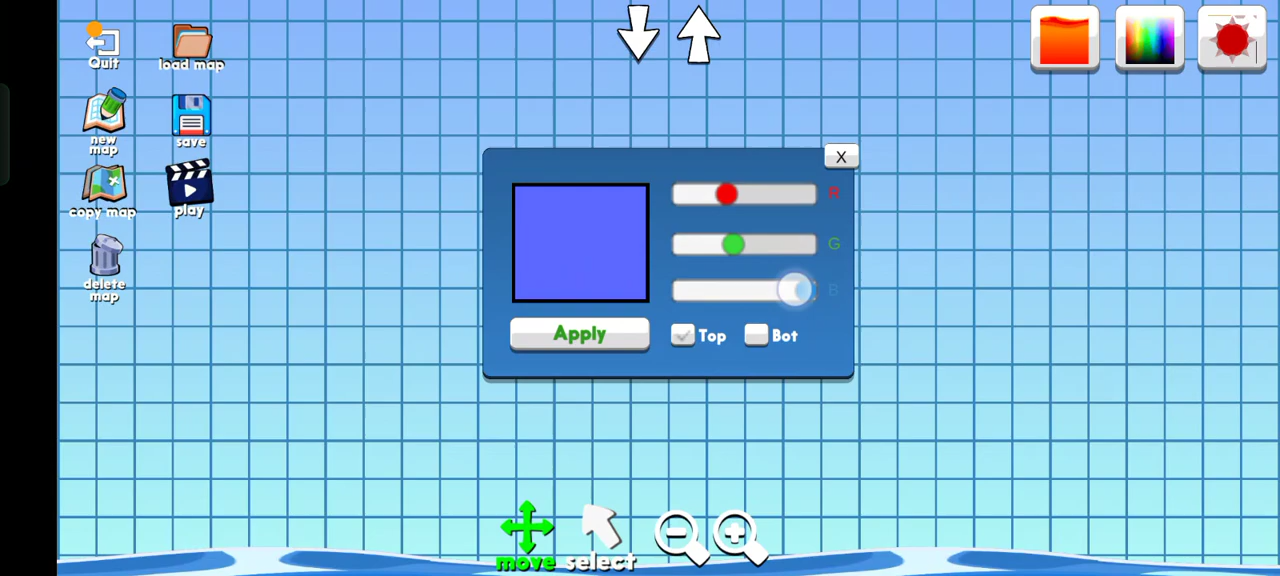 Quit
load map
new
map
save
copy map
play
delete
map
X
R
G
B
Apply
Top
Bot
move
select